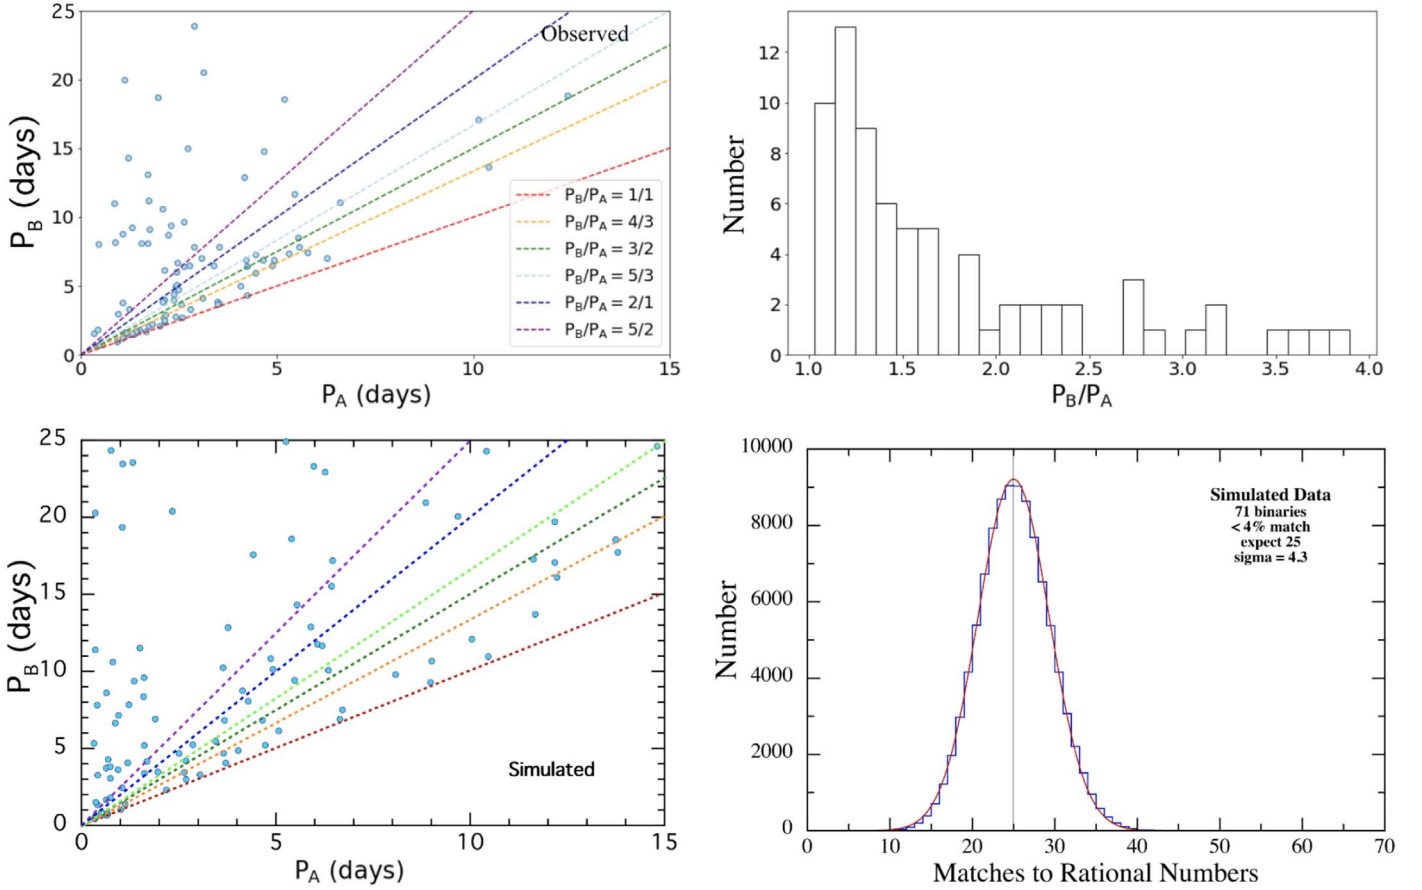 25
20
15
10
5
0
P_B (days)
Observed
P_B/P_A = 1/1
P_B/P_A = 4/3
P_B/P_A = 3/2
P_B/P_A = 5/3
P_B/P_A = 2/1
P_B/P_A = 5/2
0 5 10 15
P_A (days)
12
10
8
6
4
2
0
Number
1.0 1.5 2.0 2.5 3.0 3.5 4.0
P_B/P_A
25
20
15
10
5
0
P_B (days)
Simulated
0 5 10 15
P_A (days)
10000
8000
6000
4000
2000
0
Number
Simulated Data
71 binaries
< 4% match
expect 25
sigma = 4.3
0 10 20 30 40 50 60 70
Matches to Rational Numbers